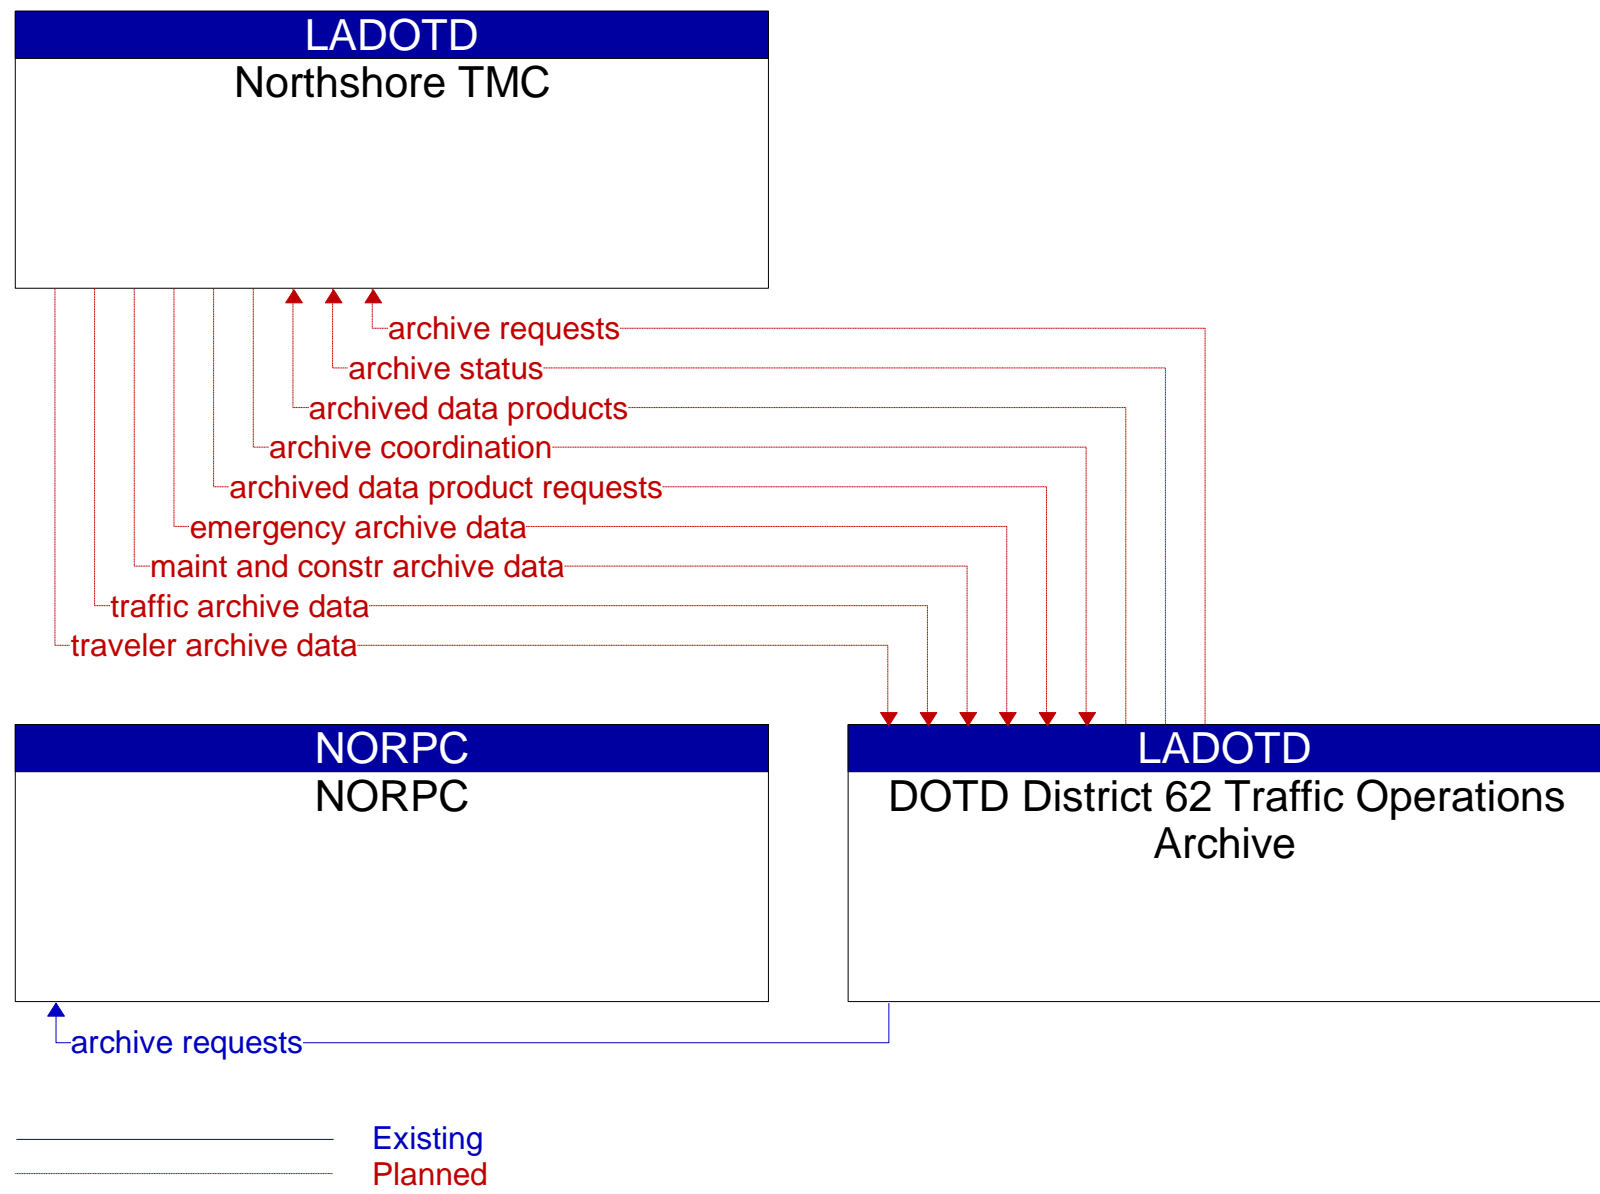 LADOTD
Northshore TMC
archive requests
archive status
archived data products
archive coordination
archived data product requests
emergency archive data
maint and constr archive data
traffic archive data
traveler archive data
NORPC
NORPC
LADOTD
DOTD District 62 Traffic Operations
Archive
archive requests
Existing
Planned